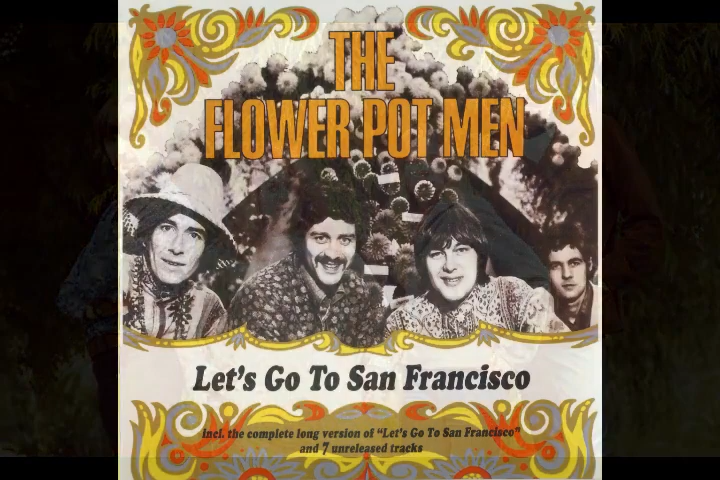 THE
FLOWER POT MEN
Let's Go To San Francisco
incl. the complete long version of "Let's Go To San Francisco"
and 7 unreleased tracks